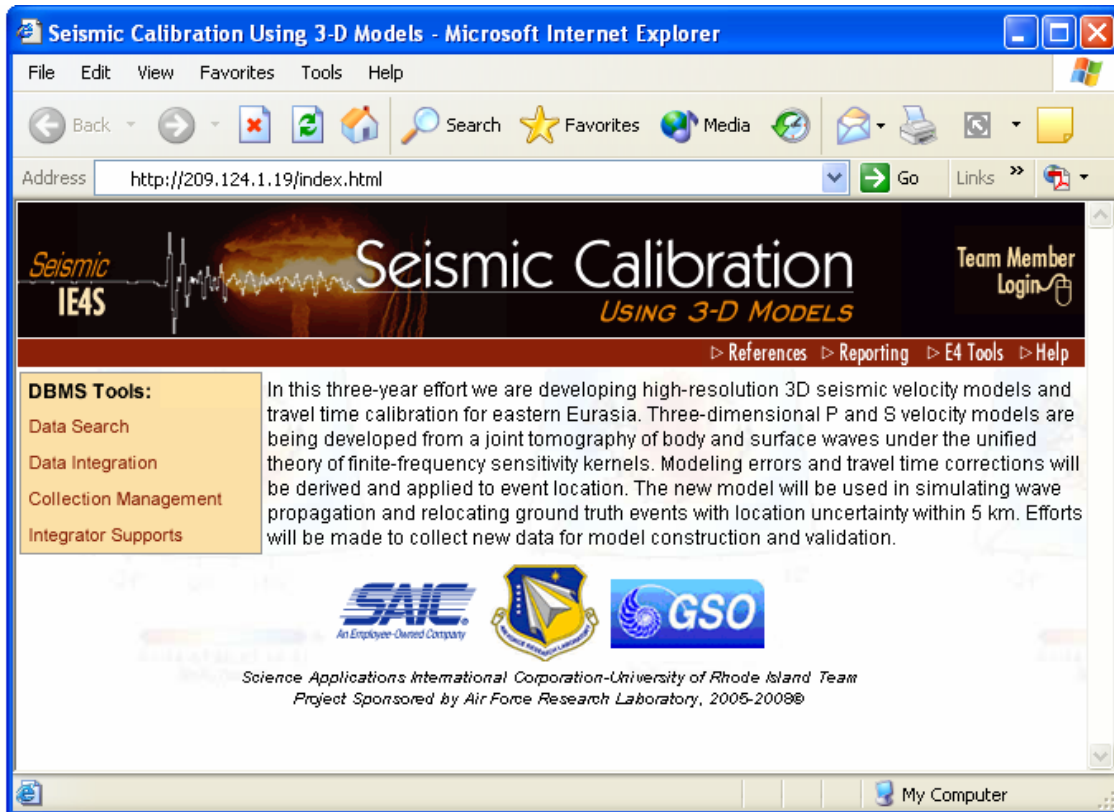 Seismic Calibration Using 3-D Models - Microsoft Internet Explorer
File Edit View Favorites Tools Help
Back Search Favorites Media
Address http://209.124.1.19/index.html Go Links »
Seismic
IE4S
Seismic Calibration
USING 3-D MODELS
Team Member
Login
▷ References ▷ Reporting ▷ E4 Tools ▷ Help
DBMS Tools:
Data Search
Data Integration
Collection Management
Integrator Supports
In this three-year effort we are developing high-resolution 3D seismic velocity models and
travel time calibration for eastern Eurasia. Three-dimensional P and S velocity models are
being developed from a joint tomography of body and surface waves under the unified
theory of finite-frequency sensitivity kernels. Modeling errors and travel time corrections will
be derived and applied to event location. The new model will be used in simulating wave
propagation and relocating ground truth events with location uncertainty within 5 km. Efforts
will be made to collect new data for model construction and validation.
SAIC.
An Employee-Owned Company
AIR FORCE RESEARCH LABORATORY
GSO
Science Applications International Corporation-University of Rhode Island Team
Project Sponsored by Air Force Research Laboratory, 2005-2008©
My Computer